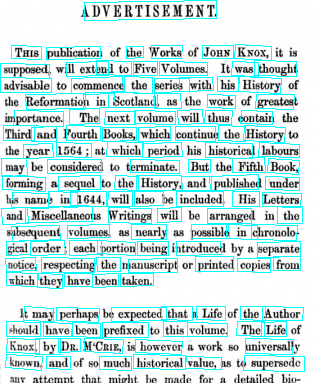 ADVERTISEMENT.
This publication of the Works of John Knox, it is
supposed, will extend to Five Volumes. It was thought
advisable to commence the series with his History of
the Reformation in Scotland, as the work of greatest
importance. The next volume will thus contain the
Third and Fourth Books, which continue the History to
the year 1564; at which period his historical labours
may be considered to terminate. But the Fifth Book,
forming a sequel to the History, and published under
his name in 1644, will also be included. His Letters
and Miscellaneous Writings will be arranged in the
subsequent volumes, as nearly as possible in chronolo-
gical order; each portion being introduced by a separate
notice, respecting the manuscript or printed copies from
which they have been taken.
It may perhaps be expected that a Life of the Author
should have been prefixed to this volume. The Life of
Knox, by Dr. M'Crie, is however a work so universally
known, and of so much historical value, as to supersede
any attempt that might be made for a detailed bio-